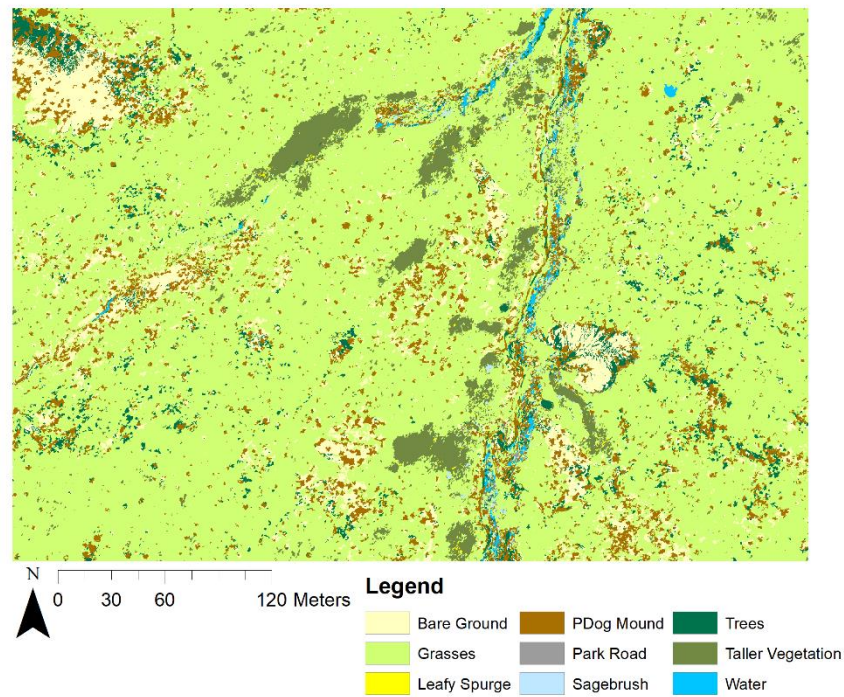 N
0 30 60 120 Meters
Legend
Bare Ground PDog Mound Trees
Grasses Park Road Taller Vegetation
Leafy Spurge Sagebrush Water